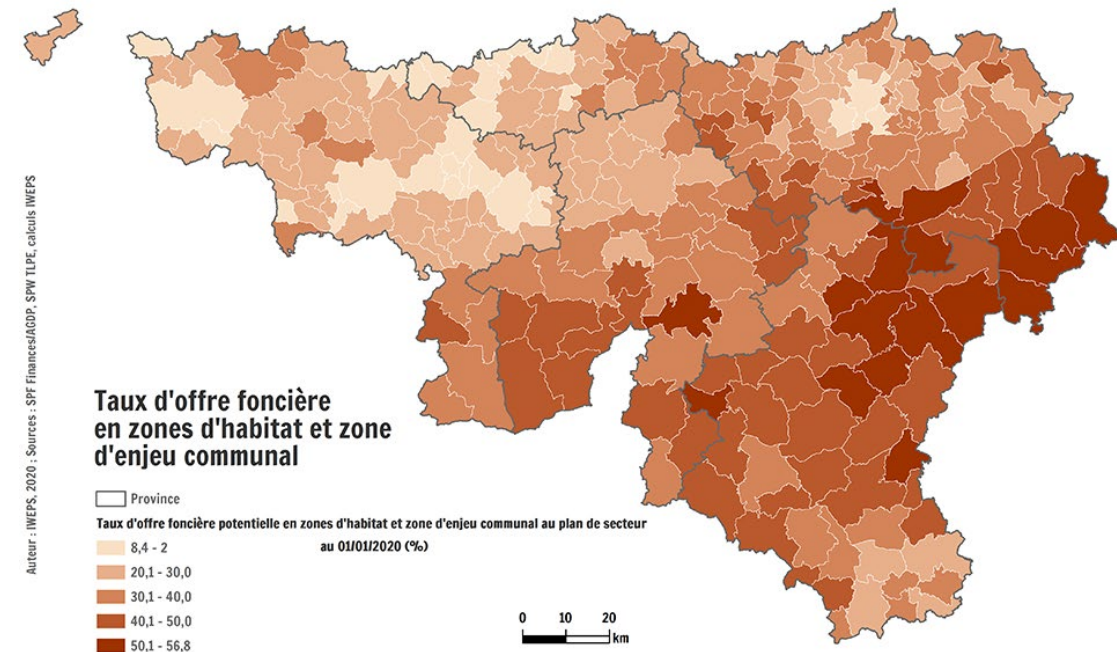 Auteur : IWEPS, 2020 ; Sources : SPF Finances/AGDP, SPW TLPE, calculs IWEPS
Taux d'offre foncière
en zones d'habitat et zone
d'enjeu communal
Province
Taux d'offre foncière potentielle en zones d'habitat et zone d'enjeu communal au plan de secteur
au 01/01/2020 (%)
8,4 - 2
20,1 - 30,0
30,1 - 40,0
40,1 - 50,0
50,1 - 56,8
0 10 20
km